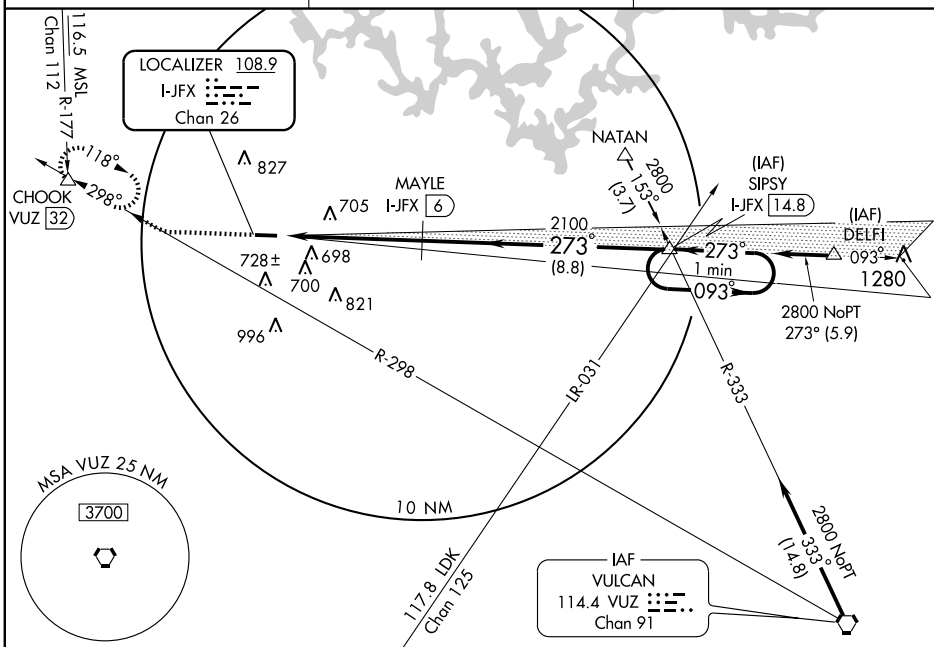 116.5 MSL
Chan 112
R-177
LOCALIZER 108.9
I-JFX
Chan 26
118°
298°
CHOOK
VUZ 32
827
705
698
700
728±
821
996
MAYLE
I-JFX 6
NATAN
2800
153°
(3.7)
(IAF)
SIPSY
I-JFX 14.8
(IAF)
DELFI
2100
273°
(8.8)
273°
1 min
093°
093°
1280
2800 NoPT
273° (5.9)
R-298
LR-031
R-333
MSA VUZ 25 NM
3700
10 NM
117.8 LDK
Chan 125
2800 NoPT
333°
(14.8)
IAF
VULCAN
114.4 VUZ
Chan 91